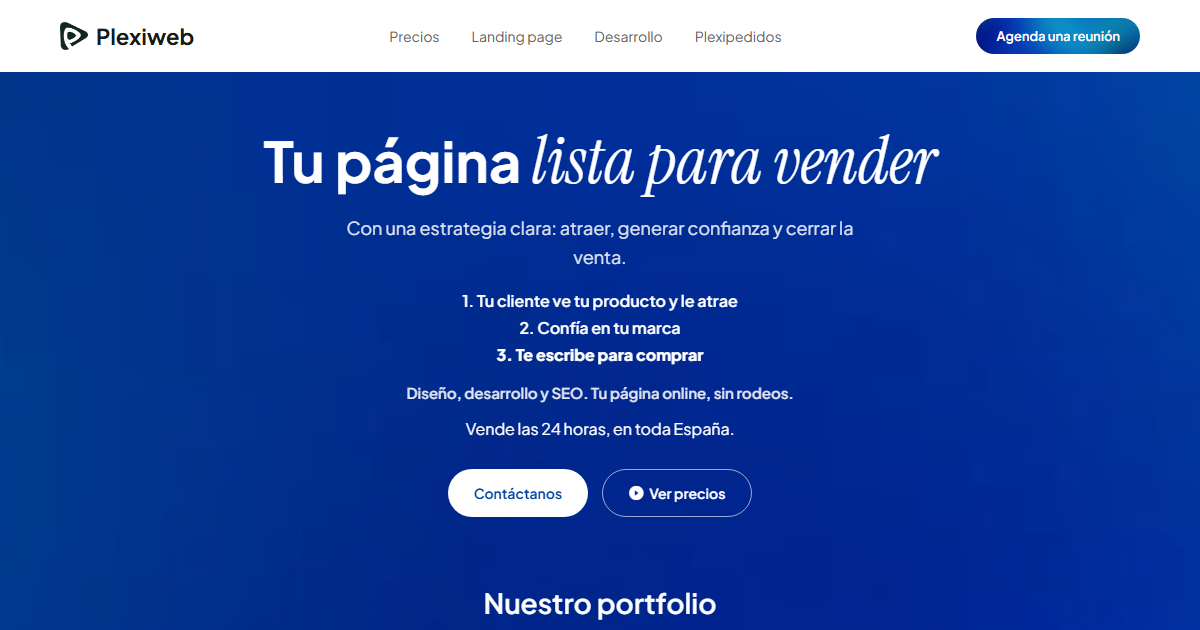 Plexiweb
Precios
Landing page
Desarrollo
Plexipedidos
Agenda una reunión
Tu página lista para vender
Con una estrategia clara: atraer, generar confianza y cerrar la
venta.
1. Tu cliente ve tu producto y le atrae
2. Confía en tu marca
3. Te escribe para comprar
Diseño, desarrollo y SEO. Tu página online, sin rodeos.
Vende las 24 horas, en toda España.
Contáctanos
Ver precios
Nuestro portfolio